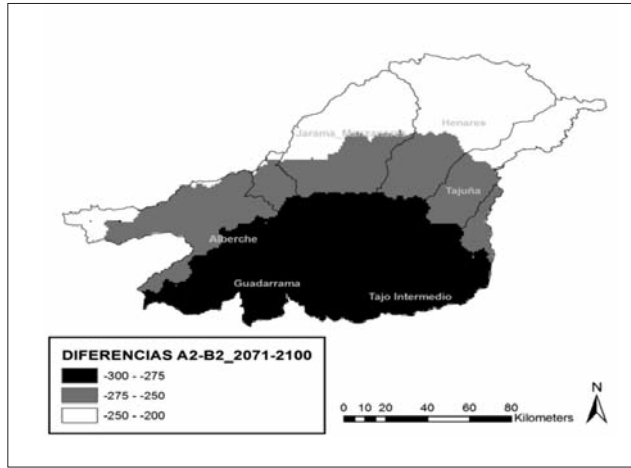 Jarama_Manzanares
Henares
Tajuña
Alberche
Guadarrama
Tajo Intermedio
DIFERENCIAS A2-B2_2071-2100
-300 - -275
-275 - -250
-250 - -200
N
0 10 20 40 60 80
Kilometers